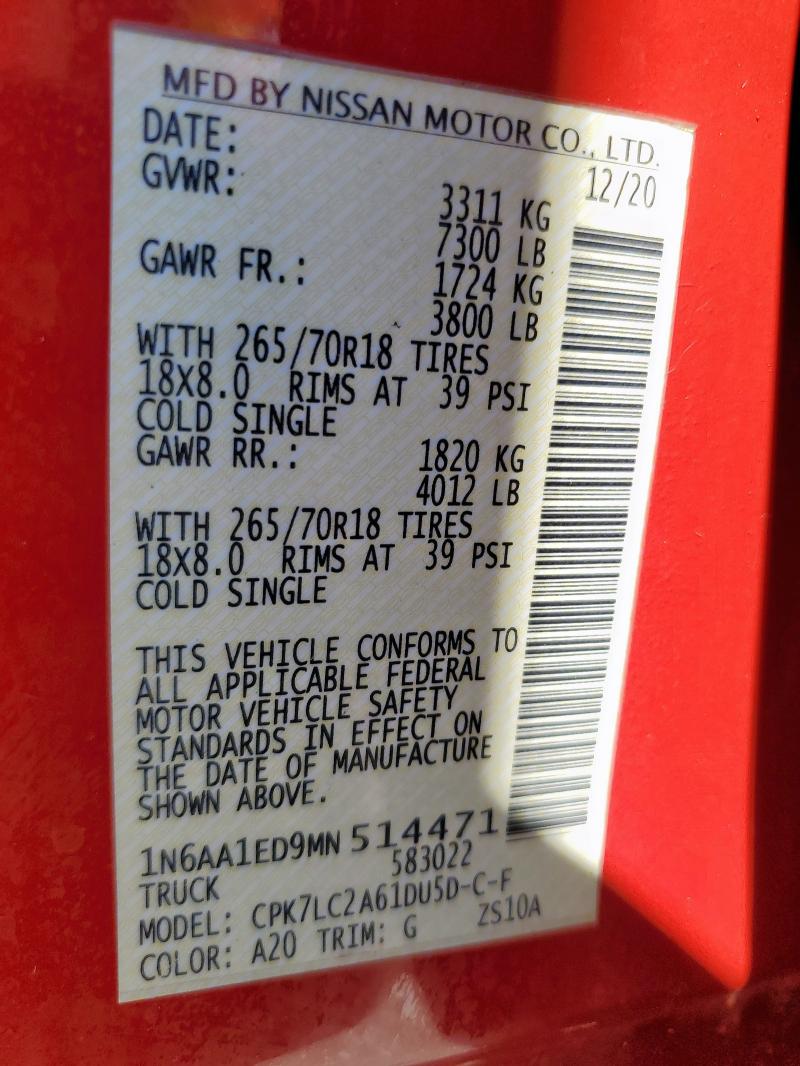 MFD BY NISSAN MOTOR CO., LTD.
DATE: 12/20
GVWR: 3311 KG
7300 LB
GAWR FR.: 1724 KG
3800 LB
WITH 265/70R18 TIRES
18X8.0 RIMS AT 39 PSI
COLD SINGLE
GAWR RR.: 1820 KG
4012 LB
WITH 265/70R18 TIRES
18X8.0 RIMS AT 39 PSI
COLD SINGLE
THIS VEHICLE CONFORMS TO
ALL APPLICABLE FEDERAL
MOTOR VEHICLE SAFETY
STANDARDS IN EFFECT ON
THE DATE OF MANUFACTURE
SHOWN ABOVE.
1N6AA1ED9MN 514471
TRUCK 583022
MODEL: CPK7LC2A61DU5D-C-F
COLOR: A20 TRIM: G ZS10A